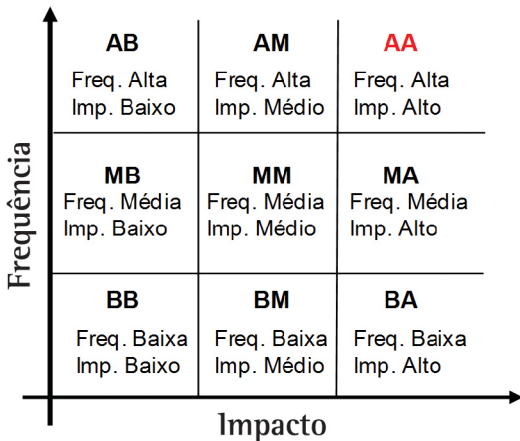 Frequência
AB
Freq. Alta
Imp. Baixo
AM
Freq. Alta
Imp. Médio
AA
Freq. Alta
Imp. Alto
MB
Freq. Média
Imp. Baixo
MM
Freq. Média
Imp. Médio
MA
Freq. Média
Imp. Alto
BB
Freq. Baixa
Imp. Baixo
BM
Freq. Baixa
Imp. Médio
BA
Freq. Baixa
Imp. Alto
Impacto